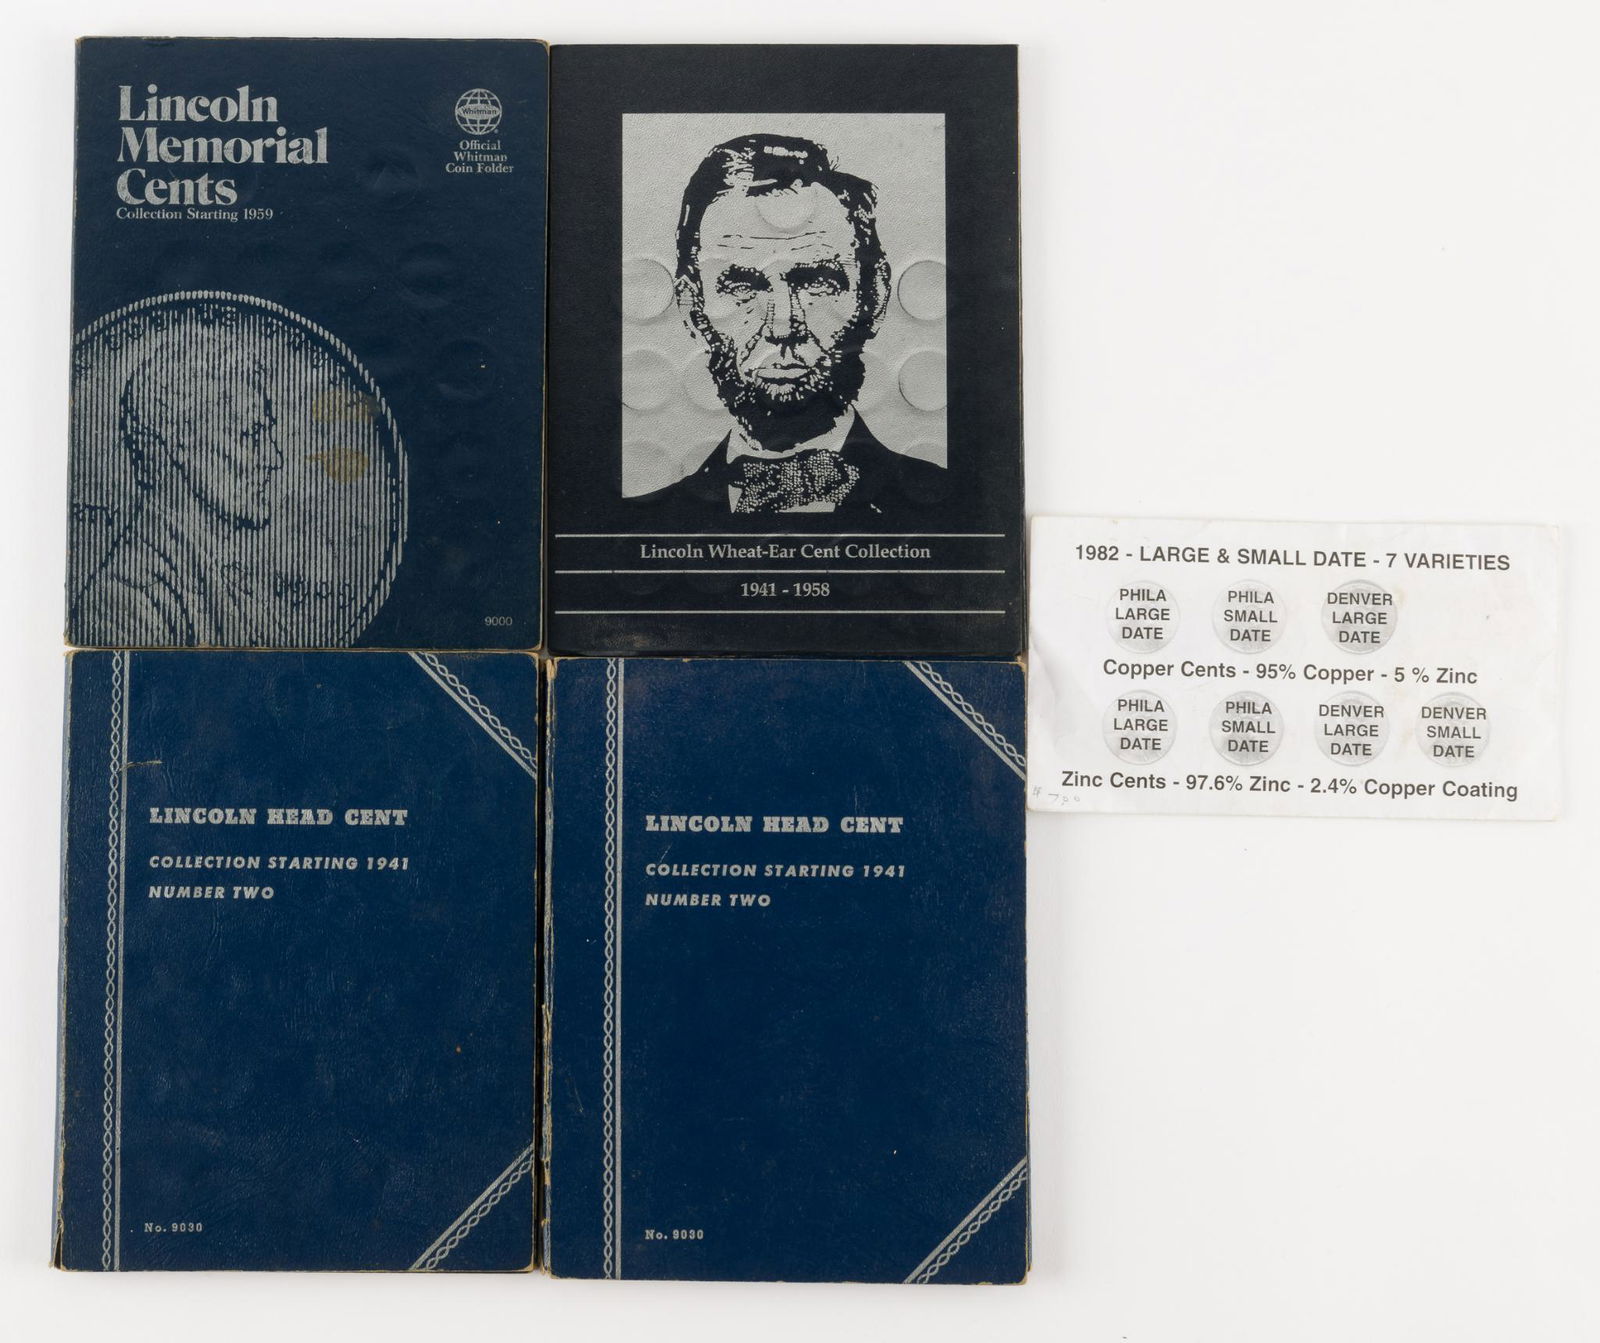 Lincoln
Memorial
Cents
Collection Starting 1959
Whitman
Official
Whitman
Coin Folder
RTY
9000
Lincoln Wheat-Ear Cent Collection
1941 - 1958
LINCOLN HEAD CENT
COLLECTION STARTING 1941
NUMBER TWO
No. 9030
LINCOLN HEAD CENT
COLLECTION STARTING 1941
NUMBER TWO
No. 9030
1982 - LARGE & SMALL DATE - 7 VARIETIES
PHILA
LARGE
DATE
PHILA
SMALL
DATE
DENVER
LARGE
DATE
Copper Cents - 95% Copper - 5 % Zinc
PHILA
LARGE
DATE
PHILA
SMALL
DATE
DENVER
LARGE
DATE
DENVER
SMALL
DATE
Zinc Cents - 97.6% Zinc - 2.4% Copper Coating